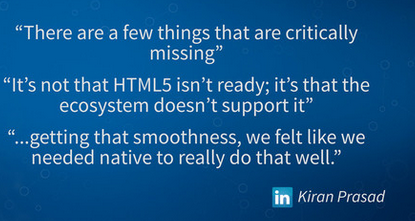 “There are a few things that are critically
missing”
“It’s not that HTML5 isn’t ready; it’s that the
ecosystem doesn’t support it”
“...getting that smoothness, we felt like we
needed native to really do that well.”
in Kiran Prasad